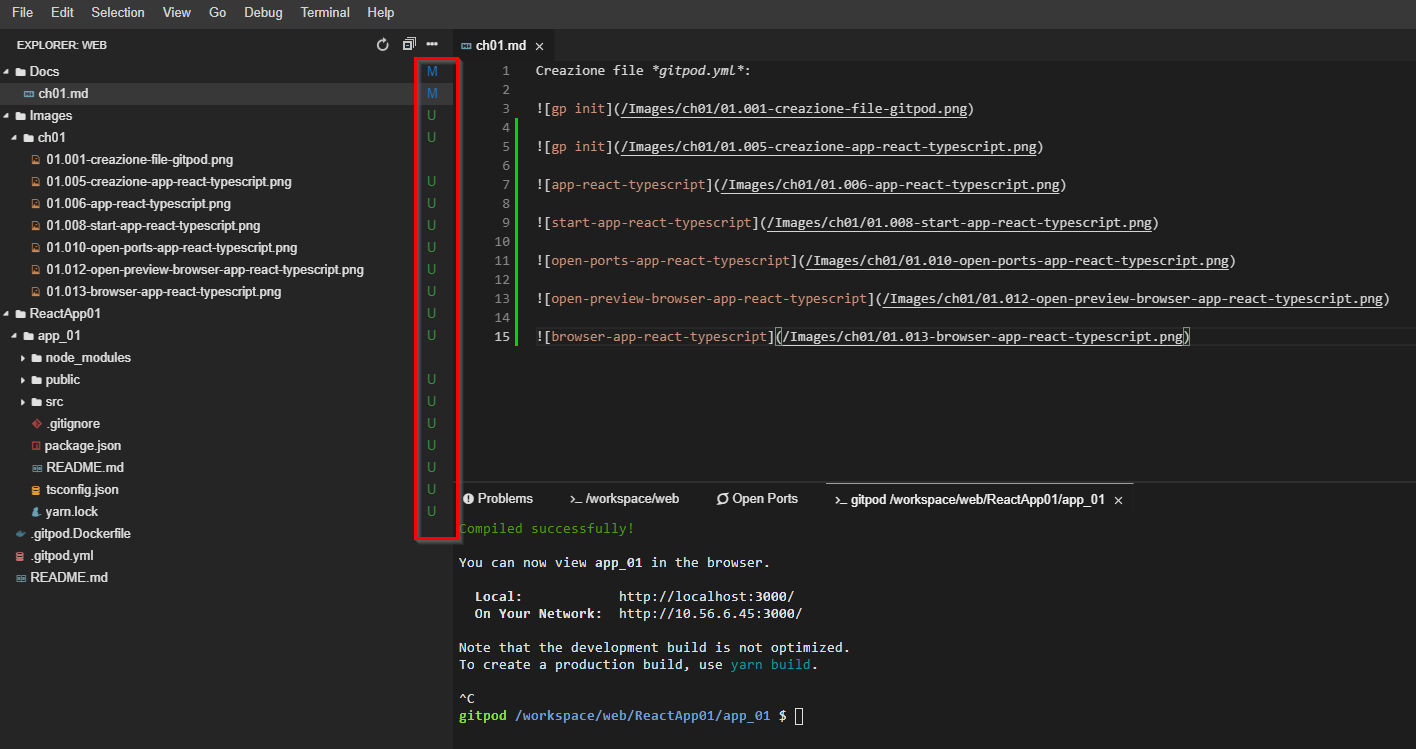 File Edit Selection View Go Debug Terminal Help
EXPLORER: WEB
Docs M
ch01.md M
Images U
ch01 U
01.001-creazione-file-gitpod.png
01.005-creazione-app-react-typescript.png U
01.006-app-react-typescript.png U
01.008-start-app-react-typescript.png U
01.010-open-ports-app-react-typescript.png U
01.012-open-preview-browser-app-react-typescript.png U
01.013-browser-app-react-typescript.png U
ReactApp01 U
app_01 U
node_modules
public U
src U
.gitignore U
package.json U
README.md U
tsconfig.json U
yarn.lock U
.gitpod.Dockerfile
.gitpod.yml
README.md
ch01.md ×
1 Creazione file *gitpod.yml*:
2
3 ![gp init](/Images/ch01/01.001-creazione-file-gitpod.png)
4
5 ![gp init](/Images/ch01/01.005-creazione-app-react-typescript.png)
6
7 ![app-react-typescript](/Images/ch01/01.006-app-react-typescript.png)
8
9 ![start-app-react-typescript](/Images/ch01/01.008-start-app-react-typescript.png)
10
11 ![open-ports-app-react-typescript](/Images/ch01/01.010-open-ports-app-react-typescript.png)
12
13 ![open-preview-browser-app-react-typescript](/Images/ch01/01.012-open-preview-browser-app-react-typescript.png)
14
15 ![browser-app-react-typescript](/Images/ch01/01.013-browser-app-react-typescript.png)
Problems >_ /workspace/web Open Ports >_ gitpod /workspace/web/ReactApp01/app_01 ×
Compiled successfully!
You can now view app_01 in the browser.
Local: http://localhost:3000/
On Your Network: http://10.56.6.45:3000/
Note that the development build is not optimized.
To create a production build, use yarn build.
^C
gitpod /workspace/web/ReactApp01/app_01 $